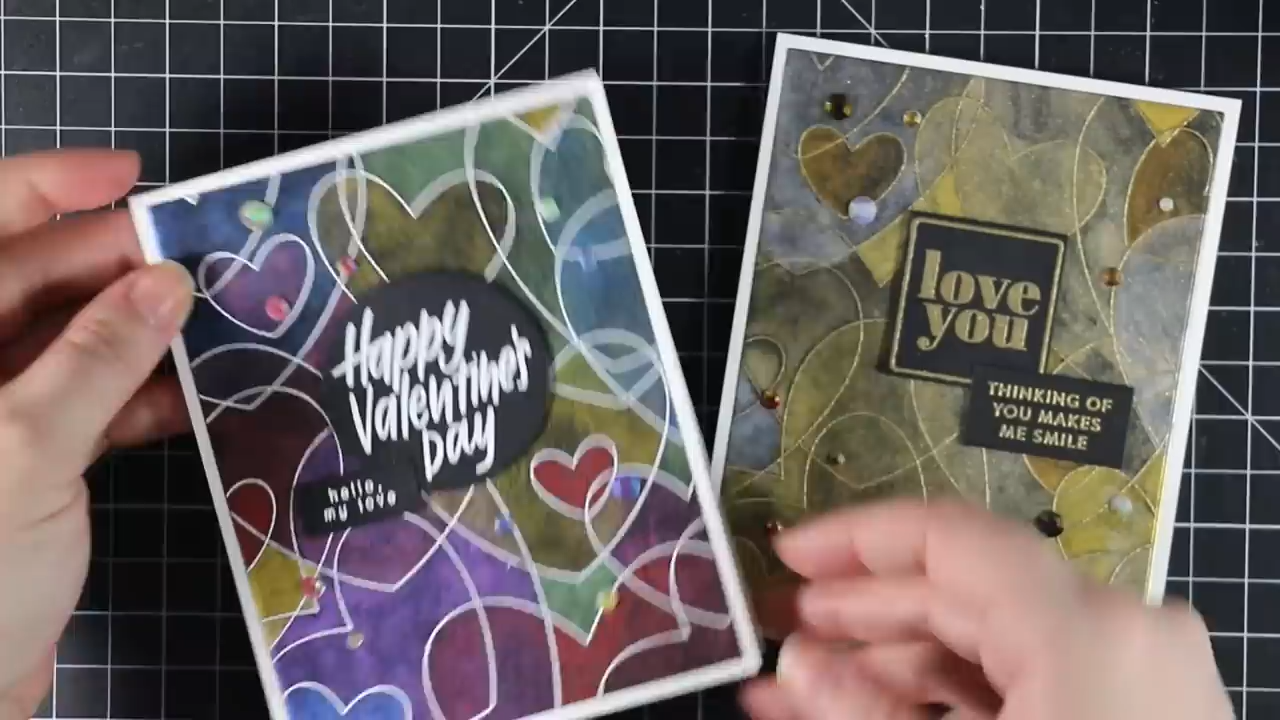 Happy
Valentine's
Day
hello,
my love
love
you
THINKING OF
YOU MAKES
ME SMILE